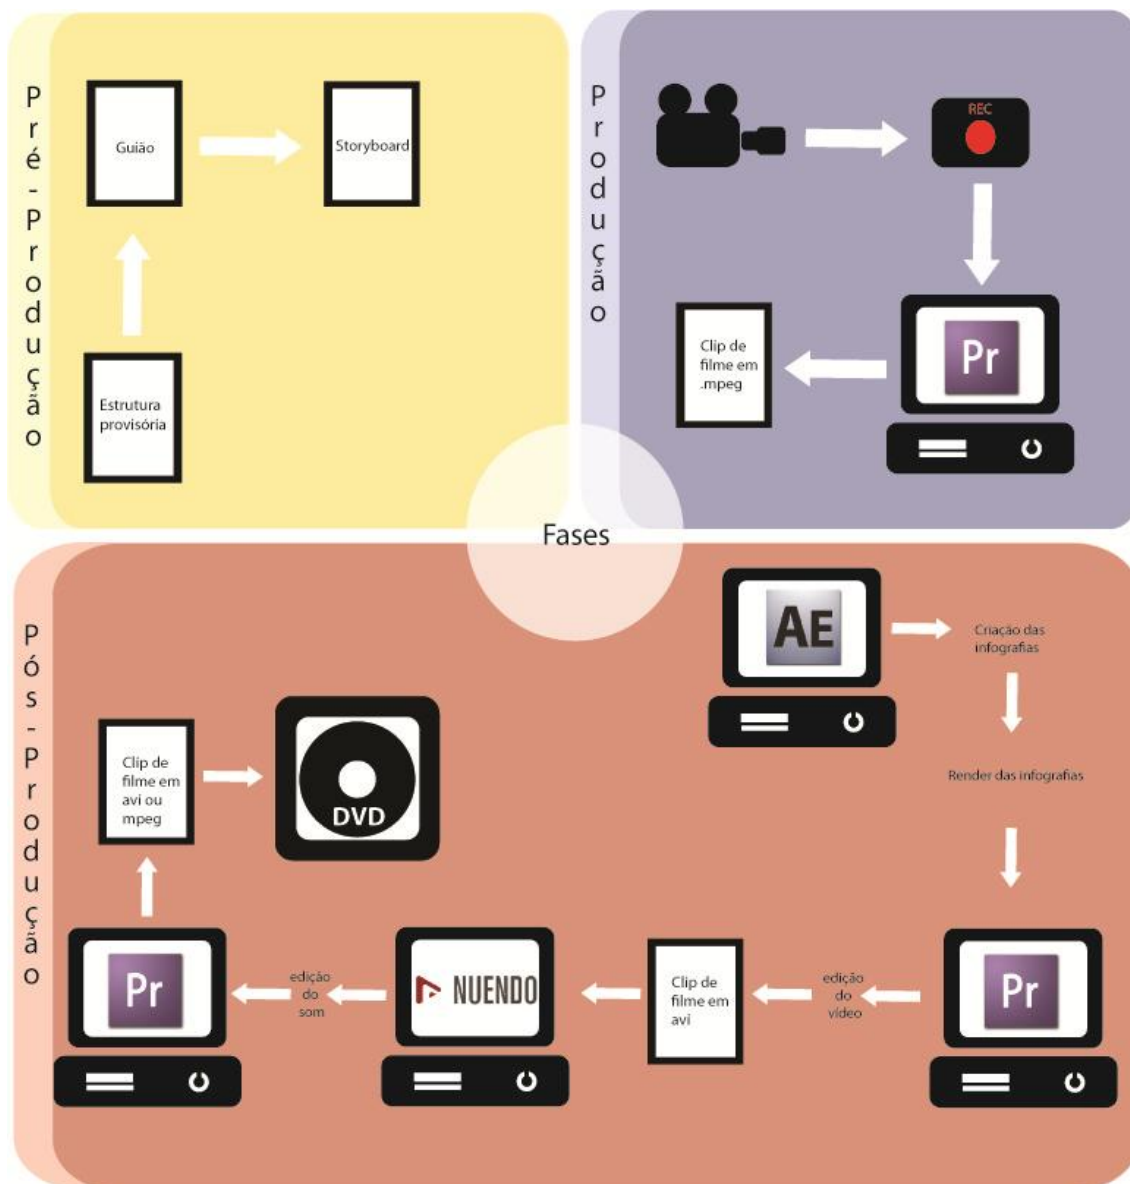 Pré-Produção
Guião
Storyboard
Estrutura
provisória
Produção
REC
Pr
Clip de
filme em
.mpeg
Fases
Pós-Produção
AE
Criação das
infografias
Render das infografias
Pr
edição
do
vídeo
Clip de
filme em
avi
NUENDO
edição
do
som
Pr
Clip de
filme em
avi ou
mpeg
DVD